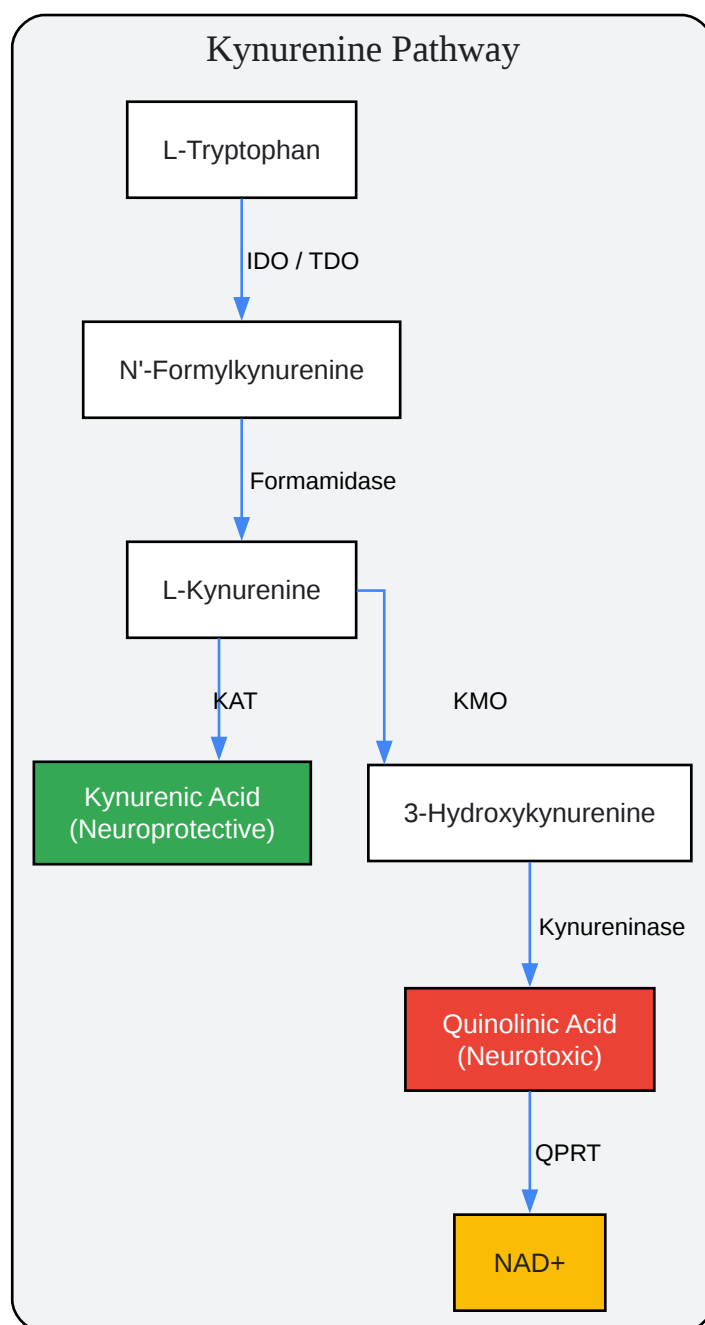 Kynurenine Pathway
L-Tryptophan
IDO / TDO
N'-Formylkynurenine
Formamidase
L-Kynurenine
KAT
KMO
Kynurenic Acid
(Neuroprotective)
3-Hydroxykynurenine
Kynureninase
Quinolinic Acid
(Neurotoxic)
QPRT
NAD+